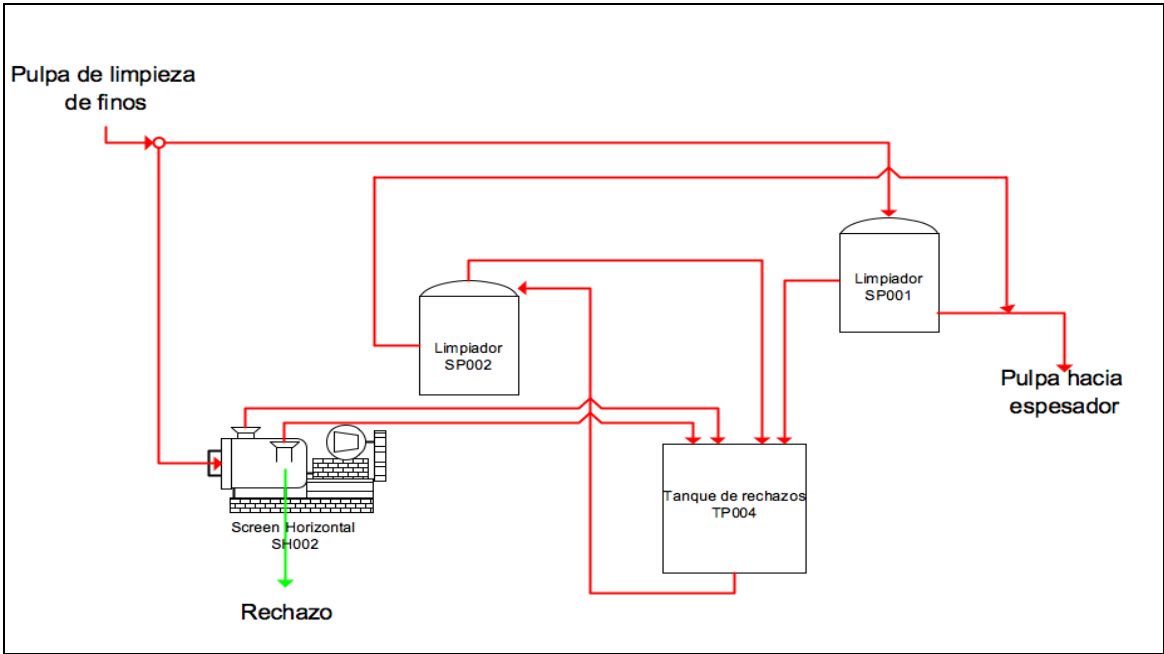 Pulpa de limpieza
de finos
Limpiador
SP001
Limpiador
SP002
Pulpa hacia
espesador
Tanque de rechazos
TP004
Screen Horizontal
SH002
Rechazo